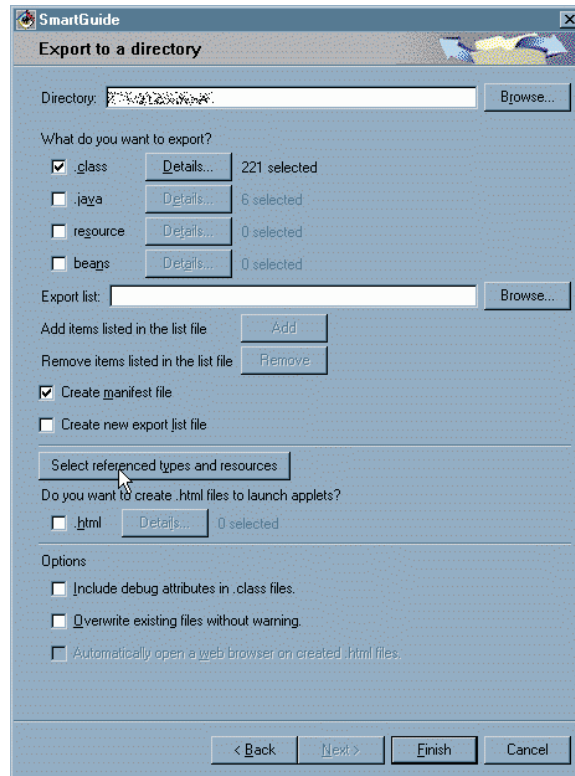 SmartGuide
Export to a directory
Directory: Browse...
What do you want to export?
.class Details... 221 selected
.java Details... 6 selected
resource Details... 0 selected
beans Details... 0 selected
Export list: Browse...
Add items listed in the list file Add
Remove items listed in the list file Remove
Create manifest file
Create new export list file
Select referenced types and resources
Do you want to create .html files to launch applets?
.html Details... 0 selected
Options
Include debug attributes in .class files.
Overwrite existing files without warning.
Automatically open a web browser on created .html files.
< Back Next > Finish Cancel